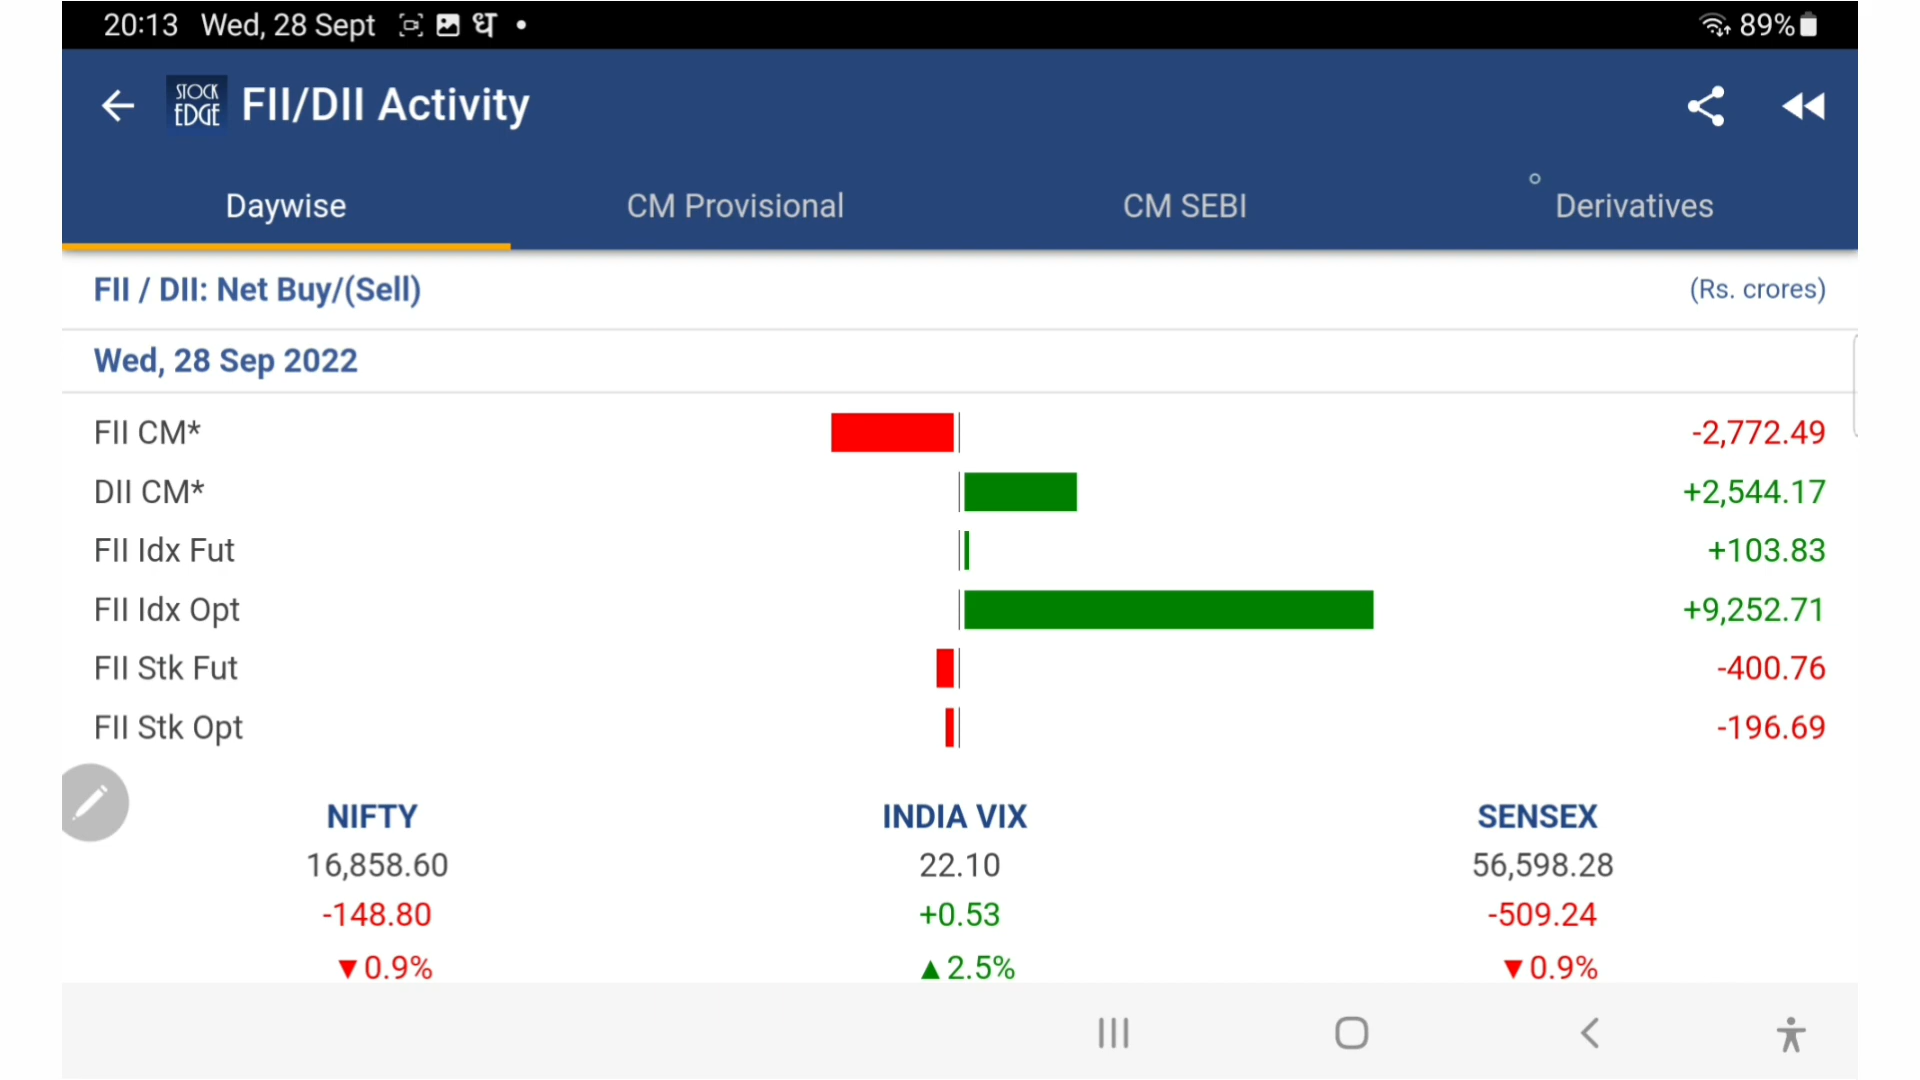 20:13 Wed, 28 Sept ध • 89%
STOCK EDGE FII/DII Activity
Daywise CM Provisional CM SEBI Derivatives
FII / DII: Net Buy/(Sell) (Rs. crores)
Wed, 28 Sep 2022
FII CM* -2,772.49
DII CM* +2,544.17
FII Idx Fut +103.83
FII Idx Opt +9,252.71
FII Stk Fut -400.76
FII Stk Opt -196.69
NIFTY INDIA VIX SENSEX
16,858.60 22.10 56,598.28
-148.80 +0.53 -509.24
▼0.9% ▲2.5% ▼0.9%